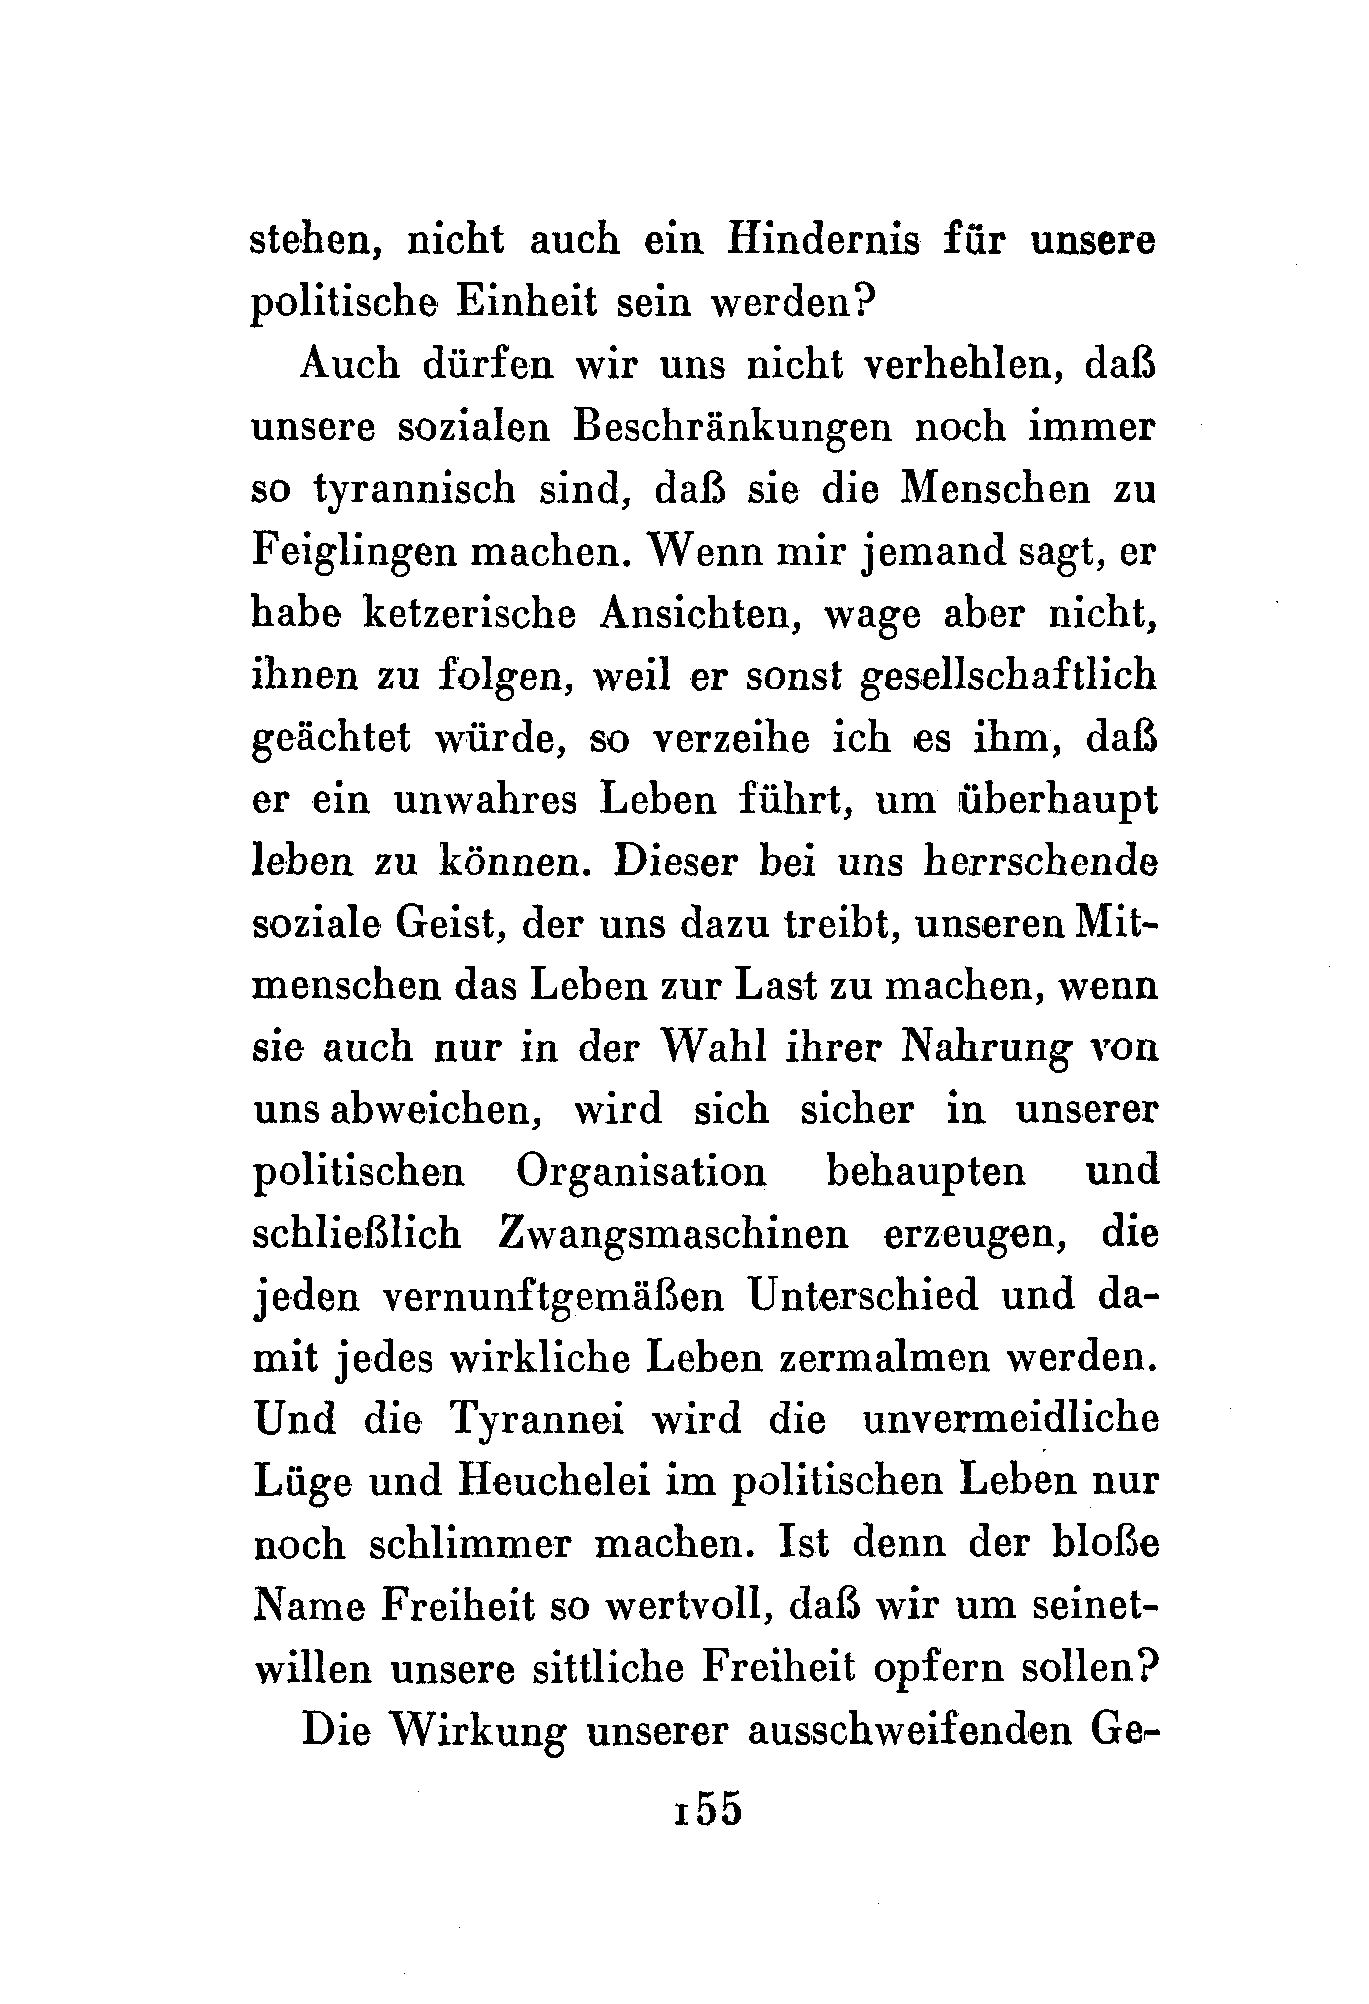 stehen, nicht auch ein Hindernis für unsere
politische Einheit sein werden?
Auch dürfen wir uns nicht verhehlen, daß
unsere sozialen Beschränkungen noch immer
so tyrannisch sind, daß sie die Menschen zu
Feiglingen machen. Wenn mir jemand sagt, er
habe ketzerische Ansichten, wage aber nicht,
ihnen zu folgen, weil er sonst gesellschaftlich
geächtet würde, so verzeihe ich es ihm, daß
er ein unwahres Leben führt, um überhaupt
leben zu können. Dieser bei uns herrschende
soziale Geist, der uns dazu treibt, unseren Mit-
menschen das Leben zur Last zu machen, wenn
sie auch nur in der Wahl ihrer Nahrung von
uns abweichen, wird sich sicher in unserer
politischen Organisation behaupten und
schließlich Zwangsmaschinen erzeugen, die
jeden vernunftgemäßen Unterschied und da-
mit jedes wirkliche Leben zermalmen werden.
Und die Tyrannei wird die unvermeidliche
Lüge und Heuchelei im politischen Leben nur
noch schlimmer machen. Ist denn der bloße
Name Freiheit so wertvoll, daß wir um seinet-
willen unsere sittliche Freiheit opfern sollen?
Die Wirkung unserer ausschweifenden Ge-
155